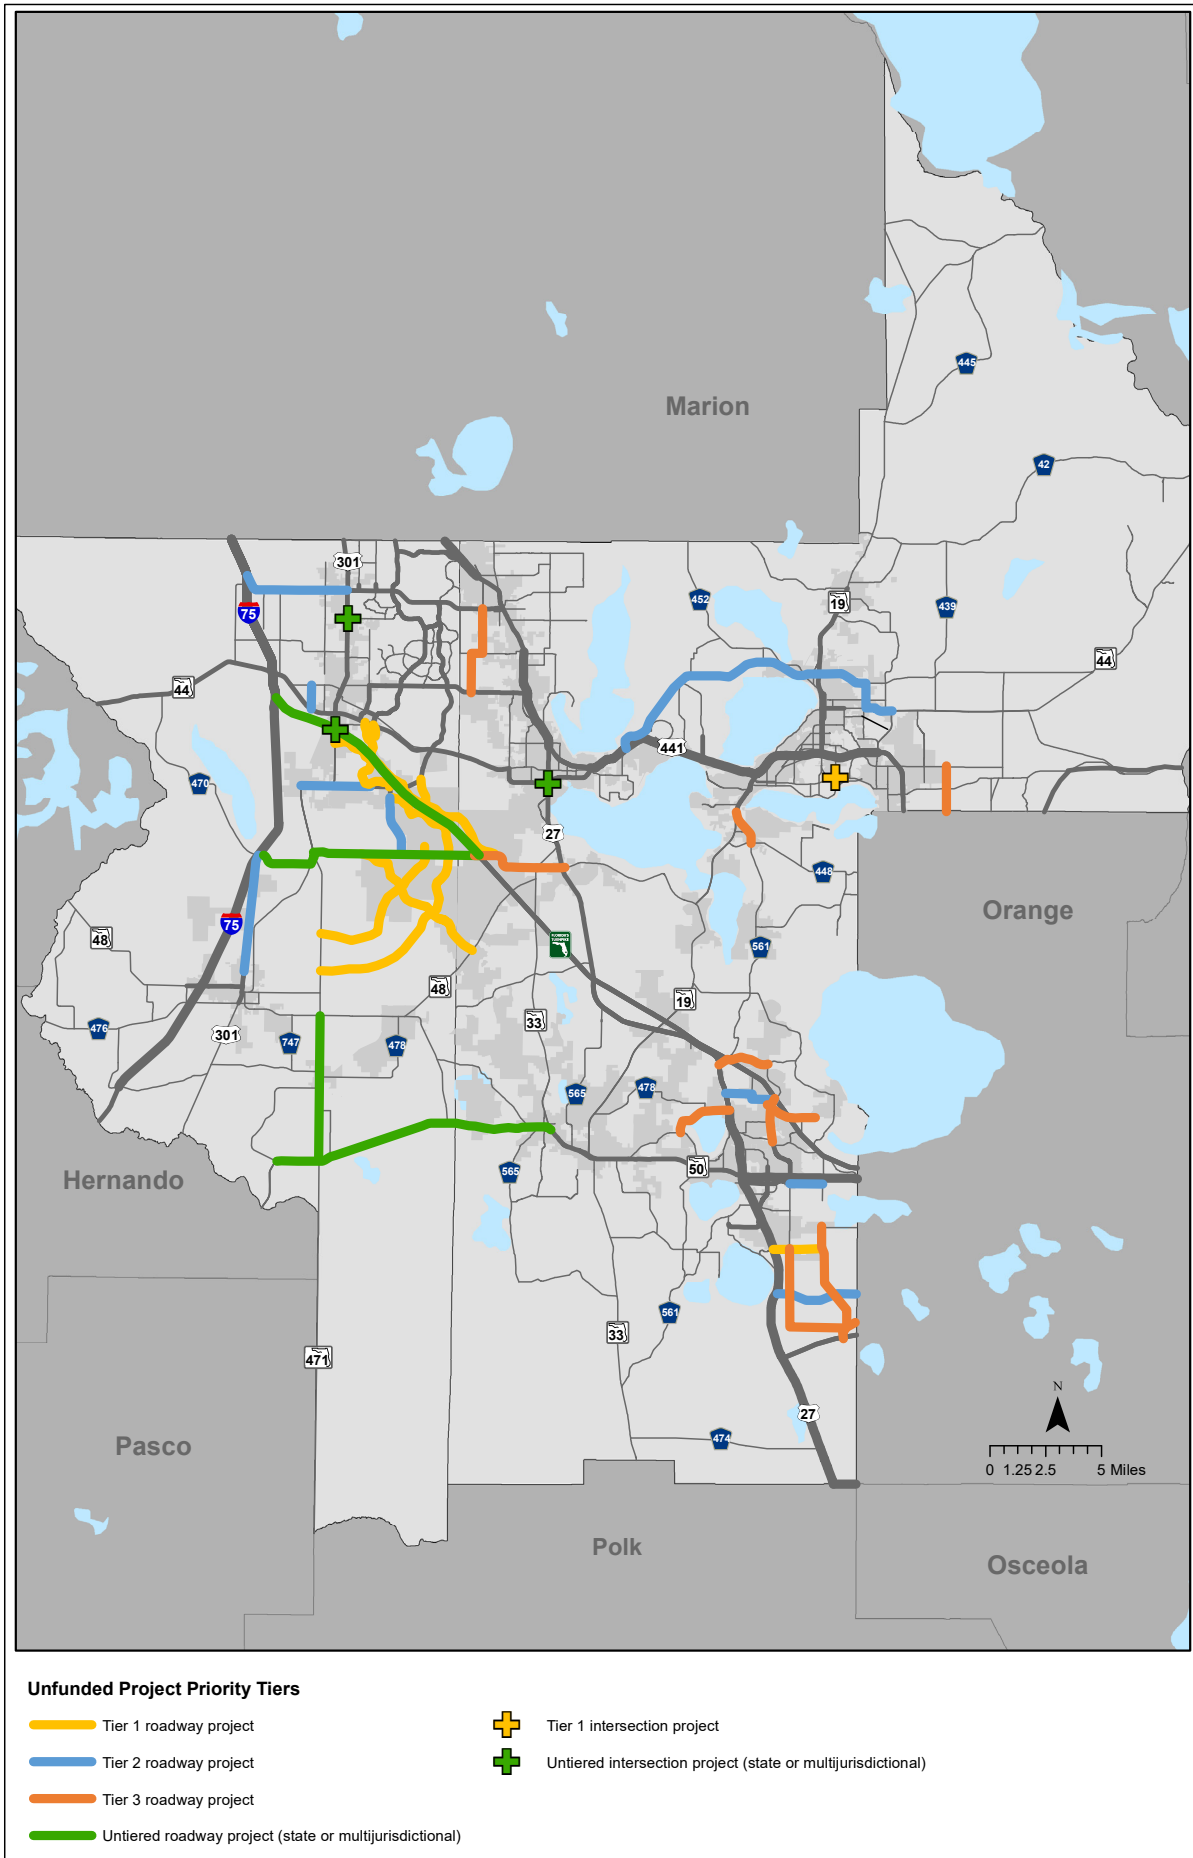 Marion
445
42
301
75
452
19
439
44
44
441
470
27
448
Orange
75
48
561
FLORIDA'S
TURNPIKE
48
19
33
476
301
747
478
565
478
Hernando
50
565
561
33
471
N
27
Pasco
474
0 1.25 2.5 5 Miles
Polk
Osceola
Unfunded Project Priority Tiers
Tier 1 roadway project
Tier 1 intersection project
Tier 2 roadway project
Untiered intersection project (state or multijurisdictional)
Tier 3 roadway project
Untiered roadway project (state or multijurisdictional)